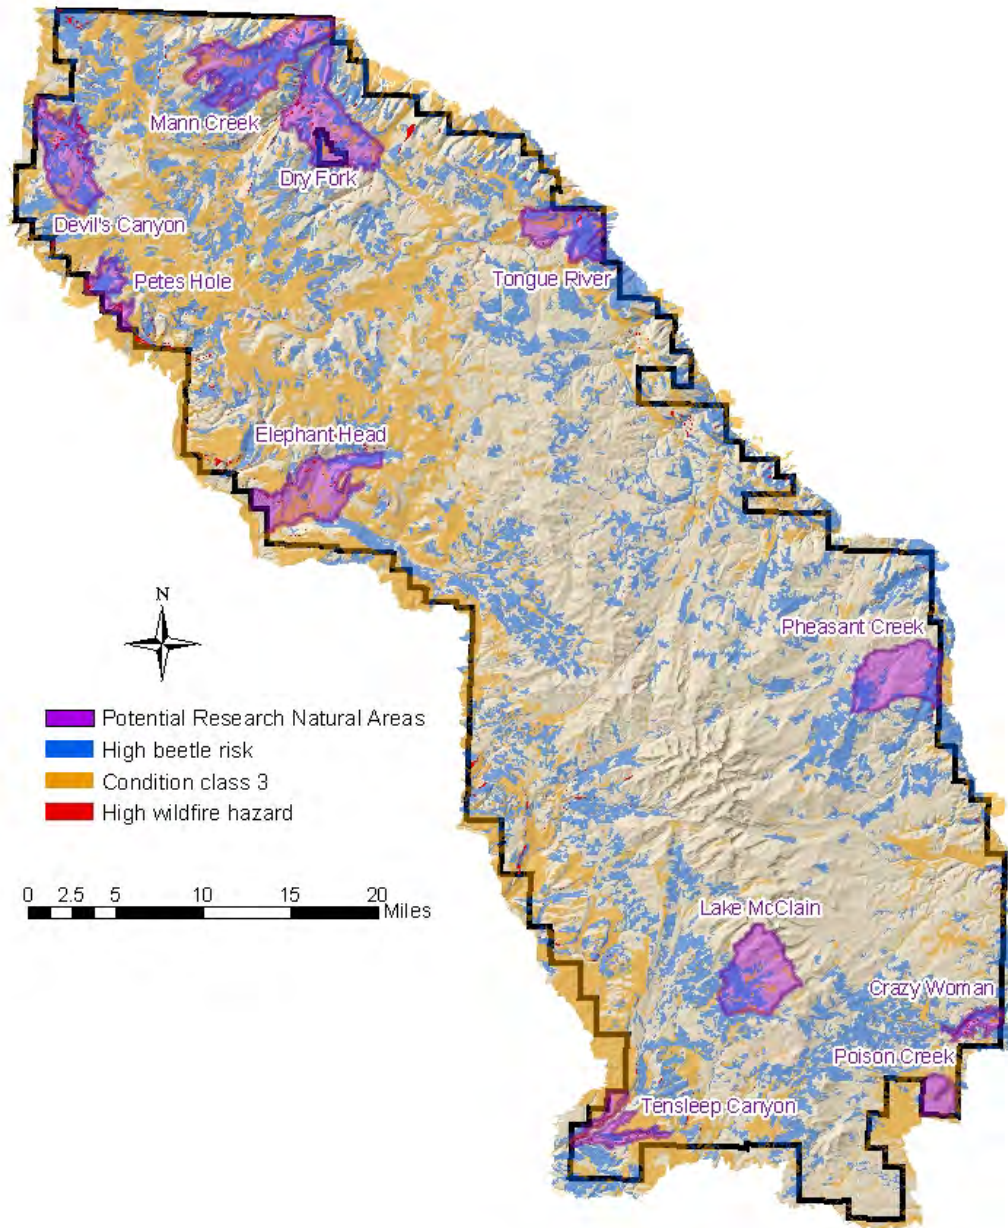 Mann Creek
Dry Fork
Devil's Canyon
Petes Hole
Tongue River
Elephant Head
N
Pheasant Creek
Potential Research Natural Areas
High beetle risk
Condition class 3
High wildfire hazard
0 2.5 5 10 15 20
Miles
Lake McClain
Crazy Woman
Poison Creek
Tensleep Canyon